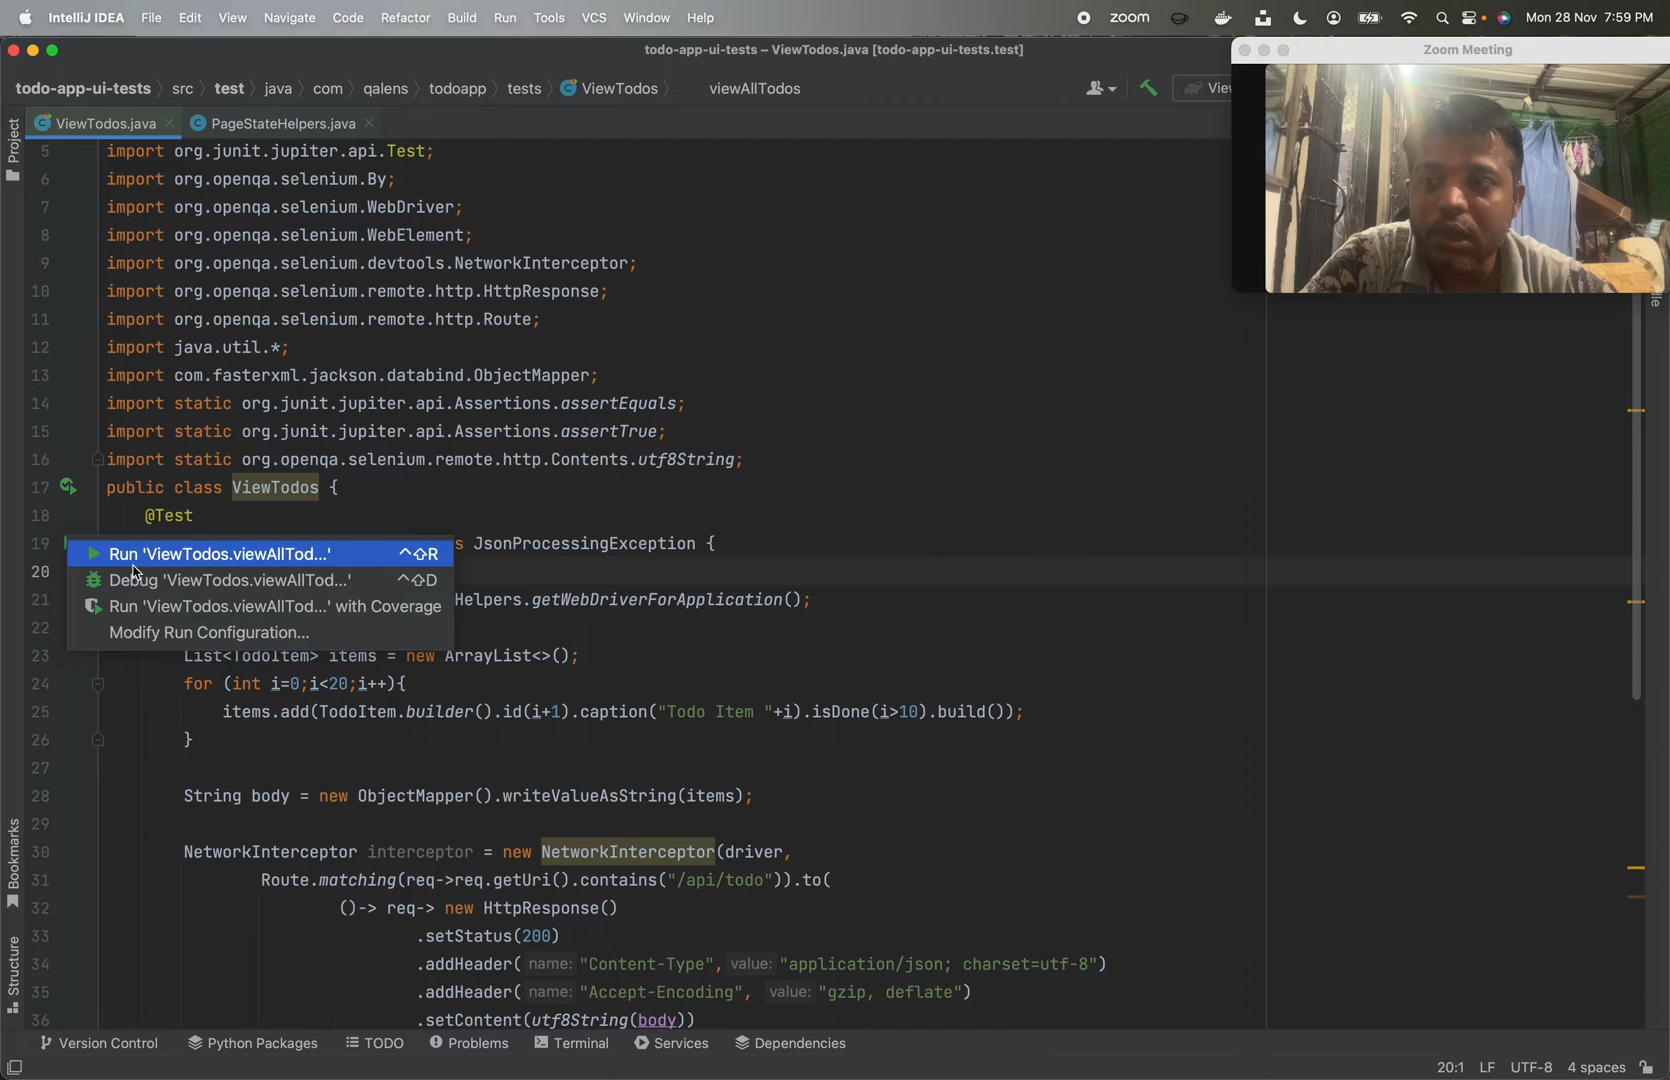 IntelliJ IDEA File Edit View Navigate Code Refactor Build Run Tools VCS Window Help zoom Mon 28 Nov 7:59 PM
todo-app-ui-tests – ViewTodos.java [todo-app-ui-tests.test]
Zoom Meeting
todo-app-ui-tests src test java com qalens todoapp tests ViewTodos viewAllTodos
ViewTodos.java PageStateHelpers.java
Project
5 import org.junit.jupiter.api.Test;
6 import org.openqa.selenium.By;
7 import org.openqa.selenium.WebDriver;
8 import org.openqa.selenium.WebElement;
9 import org.openqa.selenium.devtools.NetworkInterceptor;
10 import org.openqa.selenium.remote.http.HttpResponse;
11 import org.openqa.selenium.remote.http.Route;
12 import java.util.*;
13 import com.fasterxml.jackson.databind.ObjectMapper;
14 import static org.junit.jupiter.api.Assertions.assertEquals;
15 import static org.junit.jupiter.api.Assertions.assertTrue;
16 import static org.openqa.selenium.remote.http.Contents.utf8String;
17 public class ViewTodos {
18 @Test
19 s JsonProcessingException {
Run 'ViewTodos.viewAllTod...' ^⇧R
20
Debug 'ViewTodos.viewAllTod...' ^⇧D
21 Helpers.getWebDriverForApplication();
Run 'ViewTodos.viewAllTod...' with Coverage
22
Modify Run Configuration...
23 List<TodoItem> items = new ArrayList<>();
24 for (int i=0;i<20;i++){
25 items.add(TodoItem.builder().id(i+1).caption("Todo Item "+i).isDone(i>10).build());
26 }
27
28 String body = new ObjectMapper().writeValueAsString(items);
29
30 NetworkInterceptor interceptor = new NetworkInterceptor(driver,
31 Route.matching(req->req.getUri().contains("/api/todo")).to(
32 ()-> req-> new HttpResponse()
33 .setStatus(200)
34 .addHeader( name: "Content-Type", value: "application/json; charset=utf-8")
35 .addHeader( name: "Accept-Encoding", value: "gzip, deflate")
36 .setContent(utf8String(body))
Bookmarks
Structure
Version Control Python Packages TODO Problems Terminal Services Dependencies
20:1 LF UTF-8 4 spaces